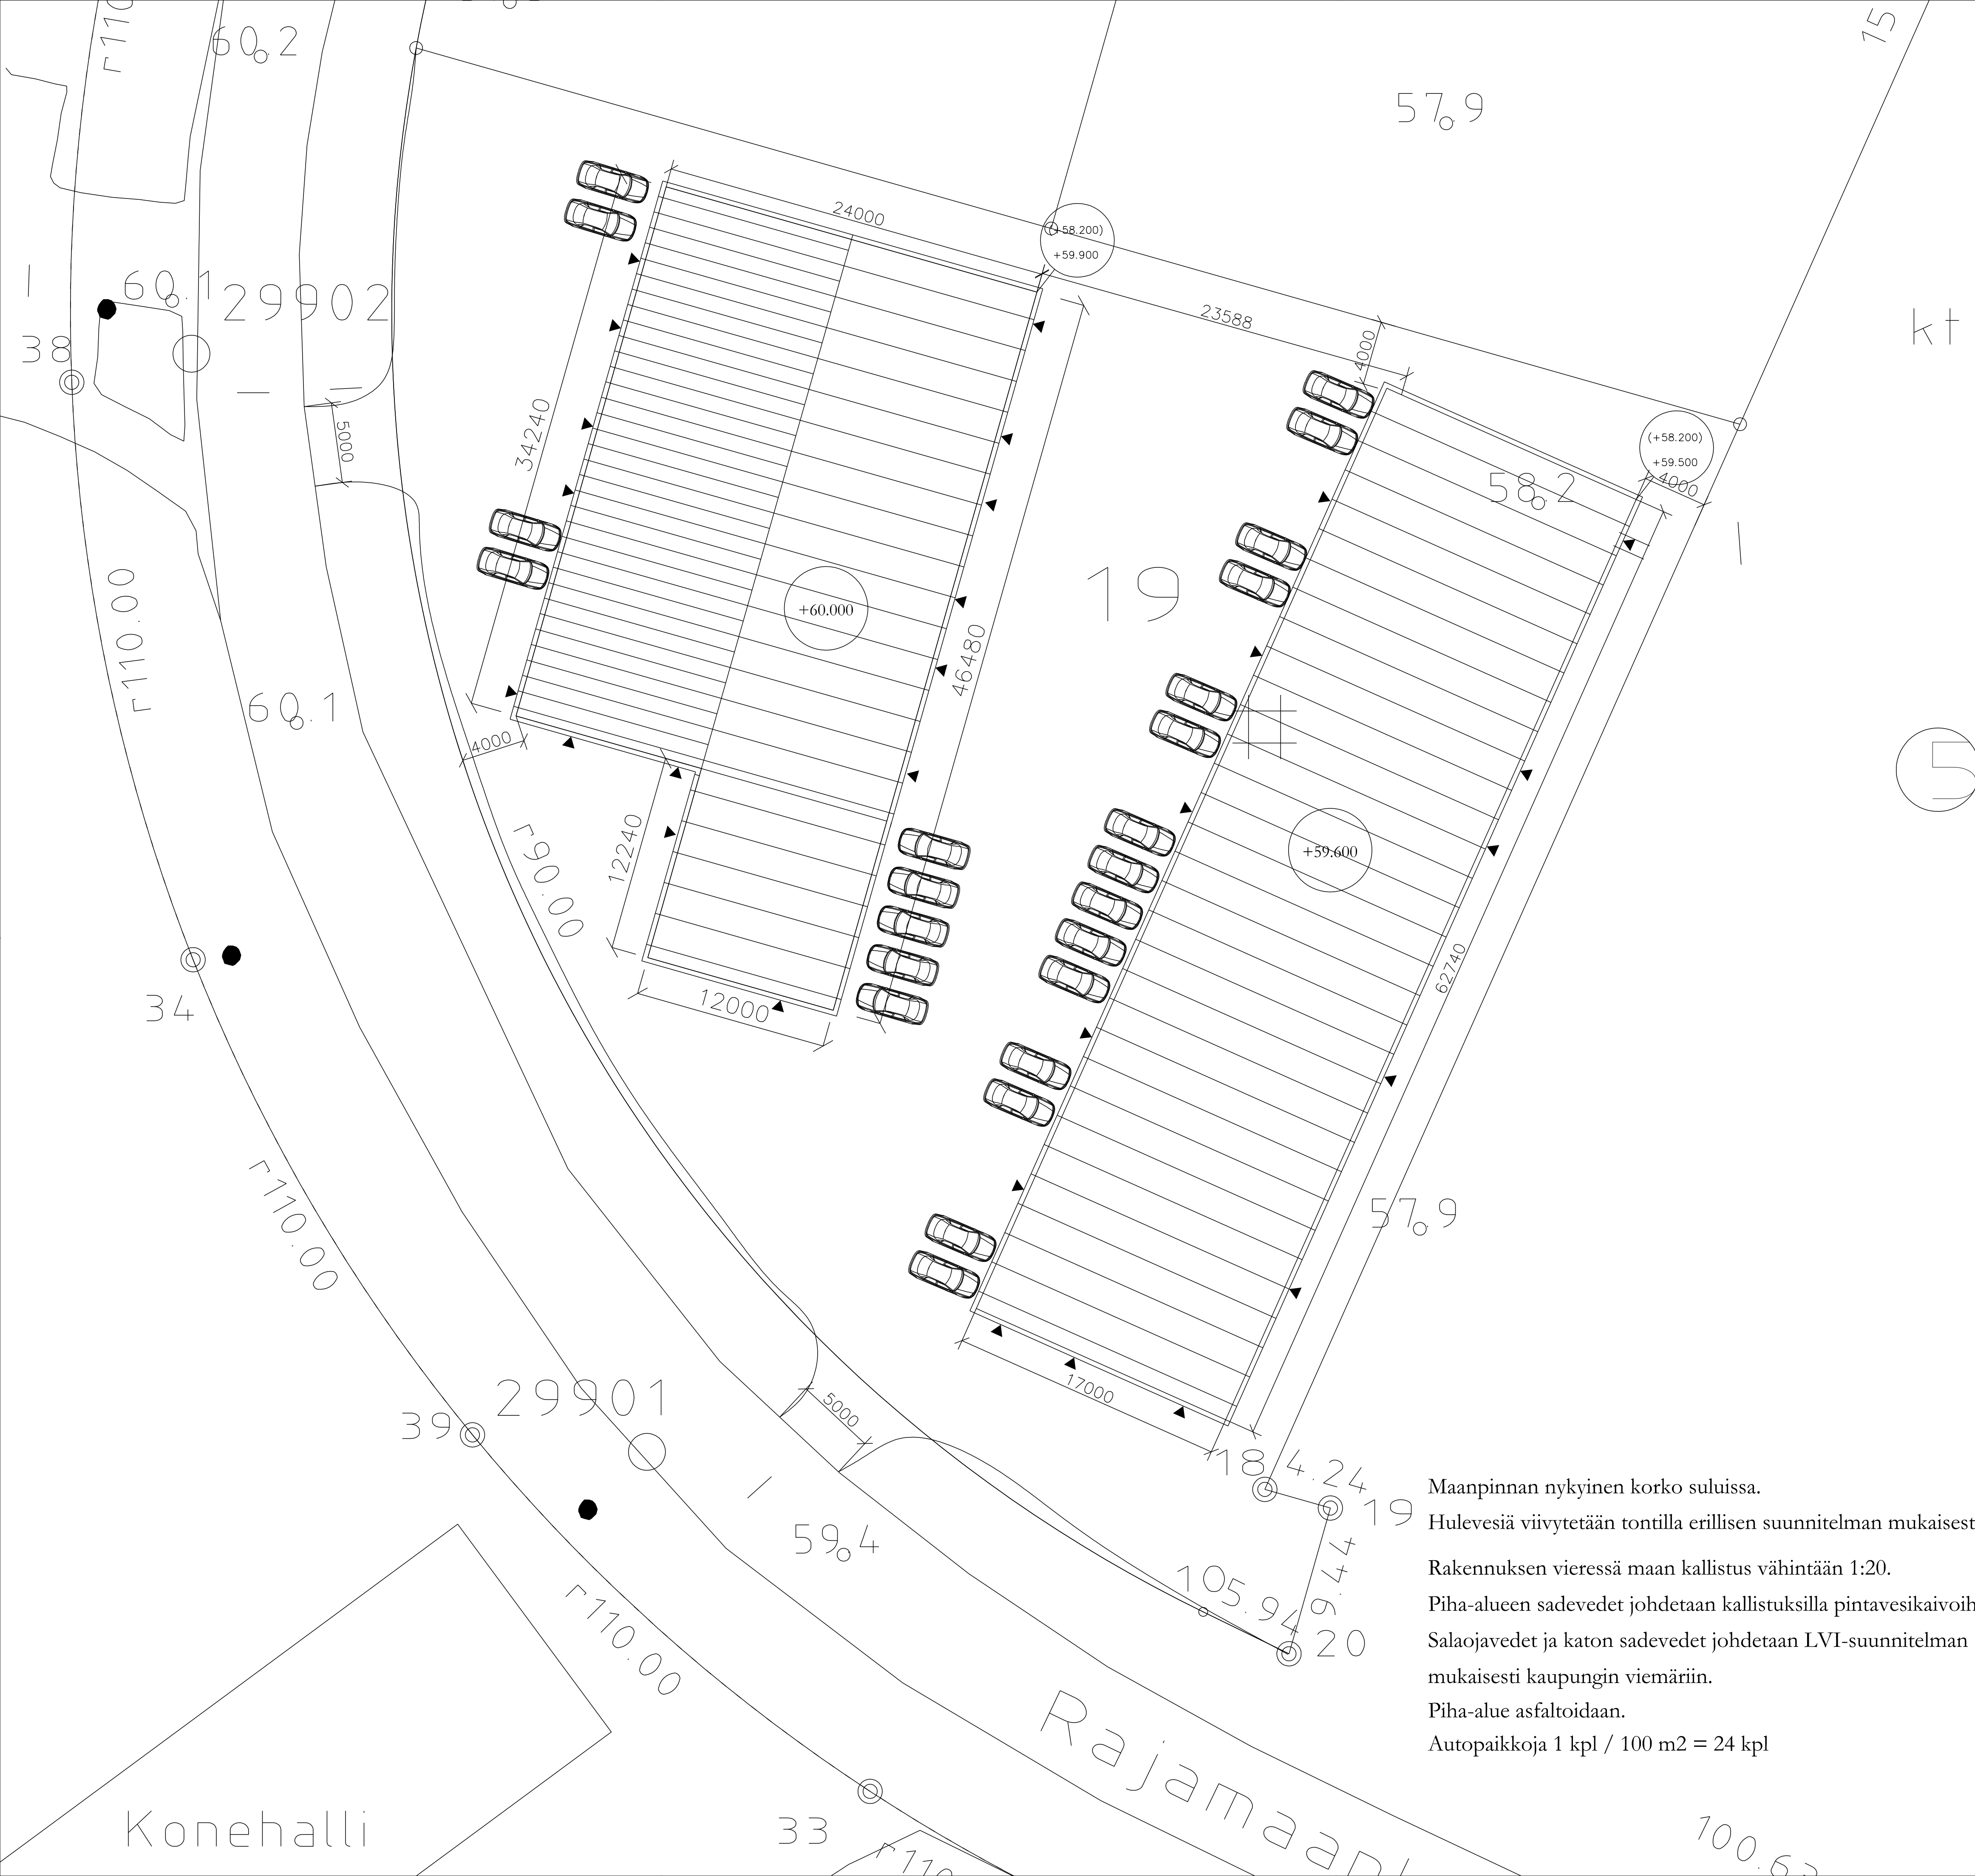 r110
60.2
15
57.9
24000
(+58.200)
+59.900
60.1
29902
38
23588
4000
kt
34240
5000
(+58.200)
+59.500
4000
58.2
19
+60.000
r110.00
60.1
46480
4000
5
12240
r90.00
+59.600
62740
34
12000
r110.00
57.9
17000
29901
39
5000
18
4.24
19
59.4
105.94
9.44
20
r110.00
Maanpinnan nykyinen korko suluissa.
Hulevesiä viivytetään tontilla erillisen suunnitelman mukaisest
Rakennuksen vieressä maan kallistus vähintään 1:20.
Piha-alueen sadevedet johdetaan kallistuksilla pintavesikaivoih
Salaojavedet ja katon sadevedet johdetaan LVI-suunnitelman
mukaisesti kaupungin viemäriin.
Piha-alue asfaltoidaan.
Autopaikkoja 1 kpl / 100 m2 = 24 kpl
Rajamaan
Konehalli
33
r110
100.63